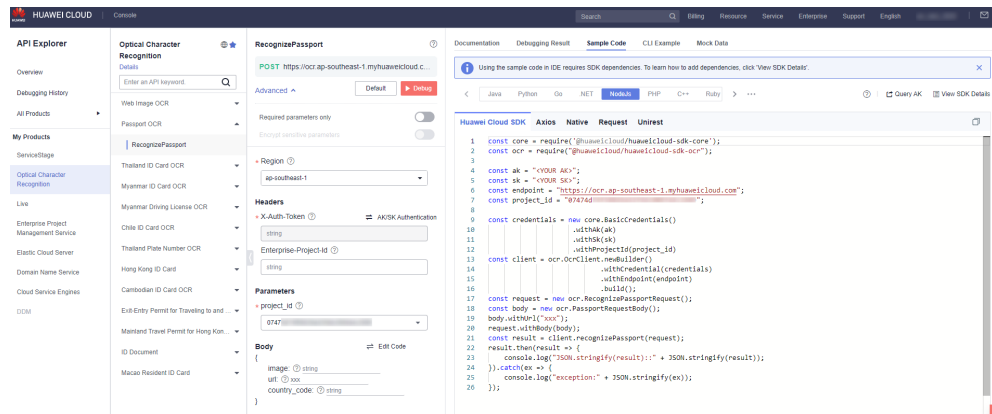 HUAWEI CLOUD
Console
Search
Billing
Resource
Service
Enterprise
Support
English
API Explorer
Overview
Debugging History
All Products
My Products
ServiceStage
Optical Character
Recognition
Live
Enterprise Project
Management Service
Elastic Cloud Server
Domain Name Service
Cloud Service Engines
DDM
Optical Character
Recognition
Details
Enter an API keyword.
Web Image OCR
Passport OCR
RecognizePassport
Thailand ID Card OCR
Myanmar ID Card OCR
Myanmar Driving License OCR
Chile ID Card OCR
Thailand Plate Number OCR
Hong Kong ID Card
Cambodian ID Card OCR
Exit-Entry Permit for Traveling to and ...
Mainland Travel Permit for Hong Kon...
ID Document
Macao Resident ID Card
RecognizePassport
POST https://ocr.ap-southeast-1.myhuaweicloud.c...
Advanced
Default
Debug
Required parameters only
Encrypt sensitive parameters
* Region
ap-southeast-1
Headers
* X-Auth-Token
AK/SK Authentication
string
Enterprise-Project-Id
string
Parameters
* project_id
0747
Body
Edit Code
{
image: string
url: xxx
country_code: string
}
Documentation
Debugging Result
Sample Code
CLI Example
Mock Data
Using the sample code in IDE requires SDK dependencies. To learn how to add dependencies, click 'View SDK Details'.
Java
Python
Go
.NET
NodeJs
PHP
C++
Ruby
Query AK
View SDK Details
Huawei Cloud SDK
Axios
Native
Request
Unirest
1 const core = require('@huaweicloud/huaweicloud-sdk-core');
2 const ocr = require("@huaweicloud/huaweicloud-sdk-ocr");
3
4 const ak = "<YOUR AK>";
5 const sk = "<YOUR SK>";
6 const endpoint = "https://ocr.ap-southeast-1.myhuaweicloud.com";
7 const project_id = "07474d";
8
9 const credentials = new core.BasicCredentials()
10 .withAk(ak)
11 .withSk(sk)
12 .withProjectId(project_id)
13 const client = ocr.OcrClient.newBuilder()
14 .withCredential(credentials)
15 .withEndpoint(endpoint)
16 .build();
17 const request = new ocr.RecognizePassportRequest();
18 const body = new ocr.PassportRequestBody();
19 body.withUrl("xxx");
20 request.withBody(body);
21 const result = client.recognizePassport(request);
22 result.then(result => {
23 console.log("JSON.stringify(result)::" + JSON.stringify(result));
24 }).catch(ex => {
25 console.log("exception:" + JSON.stringify(ex));
26 });